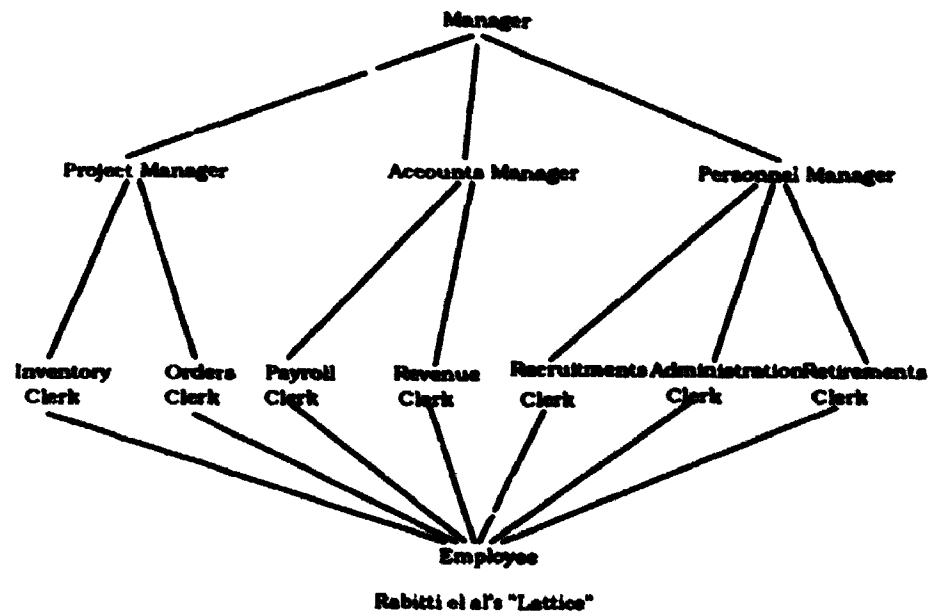 Manager
Project Manager Accounts Manager Personnel Manager
Inventory Orders Payroll Revenue Recruitments Administration Retirements
Clerk Clerk Clerk Clerk Clerk Clerk Clerk
Employee
Rabitti el al's "Lattice"